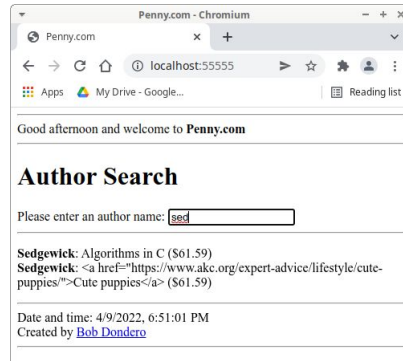 Penny.com - Chromium
Penny.com
localhost:55555
Apps My Drive - Google... Reading list
Good afternoon and welcome to Penny.com
Author Search
Please enter an author name: sed
Sedgewick: Algorithms in C ($61.59)
Sedgewick: <a href="https://www.akc.org/expert-advice/lifestyle/cute-
puppies/">Cute puppies</a> ($61.59)
Date and time: 4/9/2022, 6:51:01 PM
Created by Bob Dondero